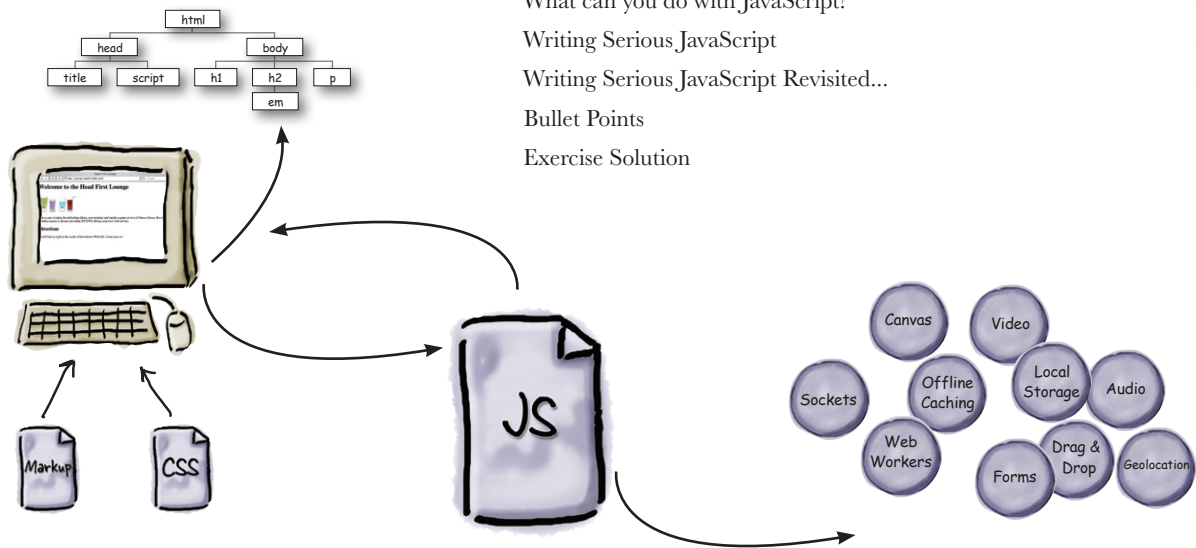 What can you do with JavaScript?
Writing Serious JavaScript
Writing Serious JavaScript Revisited...
Bullet Points
Exercise Solution
html
head
body
title
script
h1
h2
p
em
Welcome to the Head First Lounge
Directions
Markup
CSS
JS
Canvas
Video
Sockets
Offline
Caching
Local
Storage
Audio
Web
Workers
Forms
Drag &
Drop
Geolocation